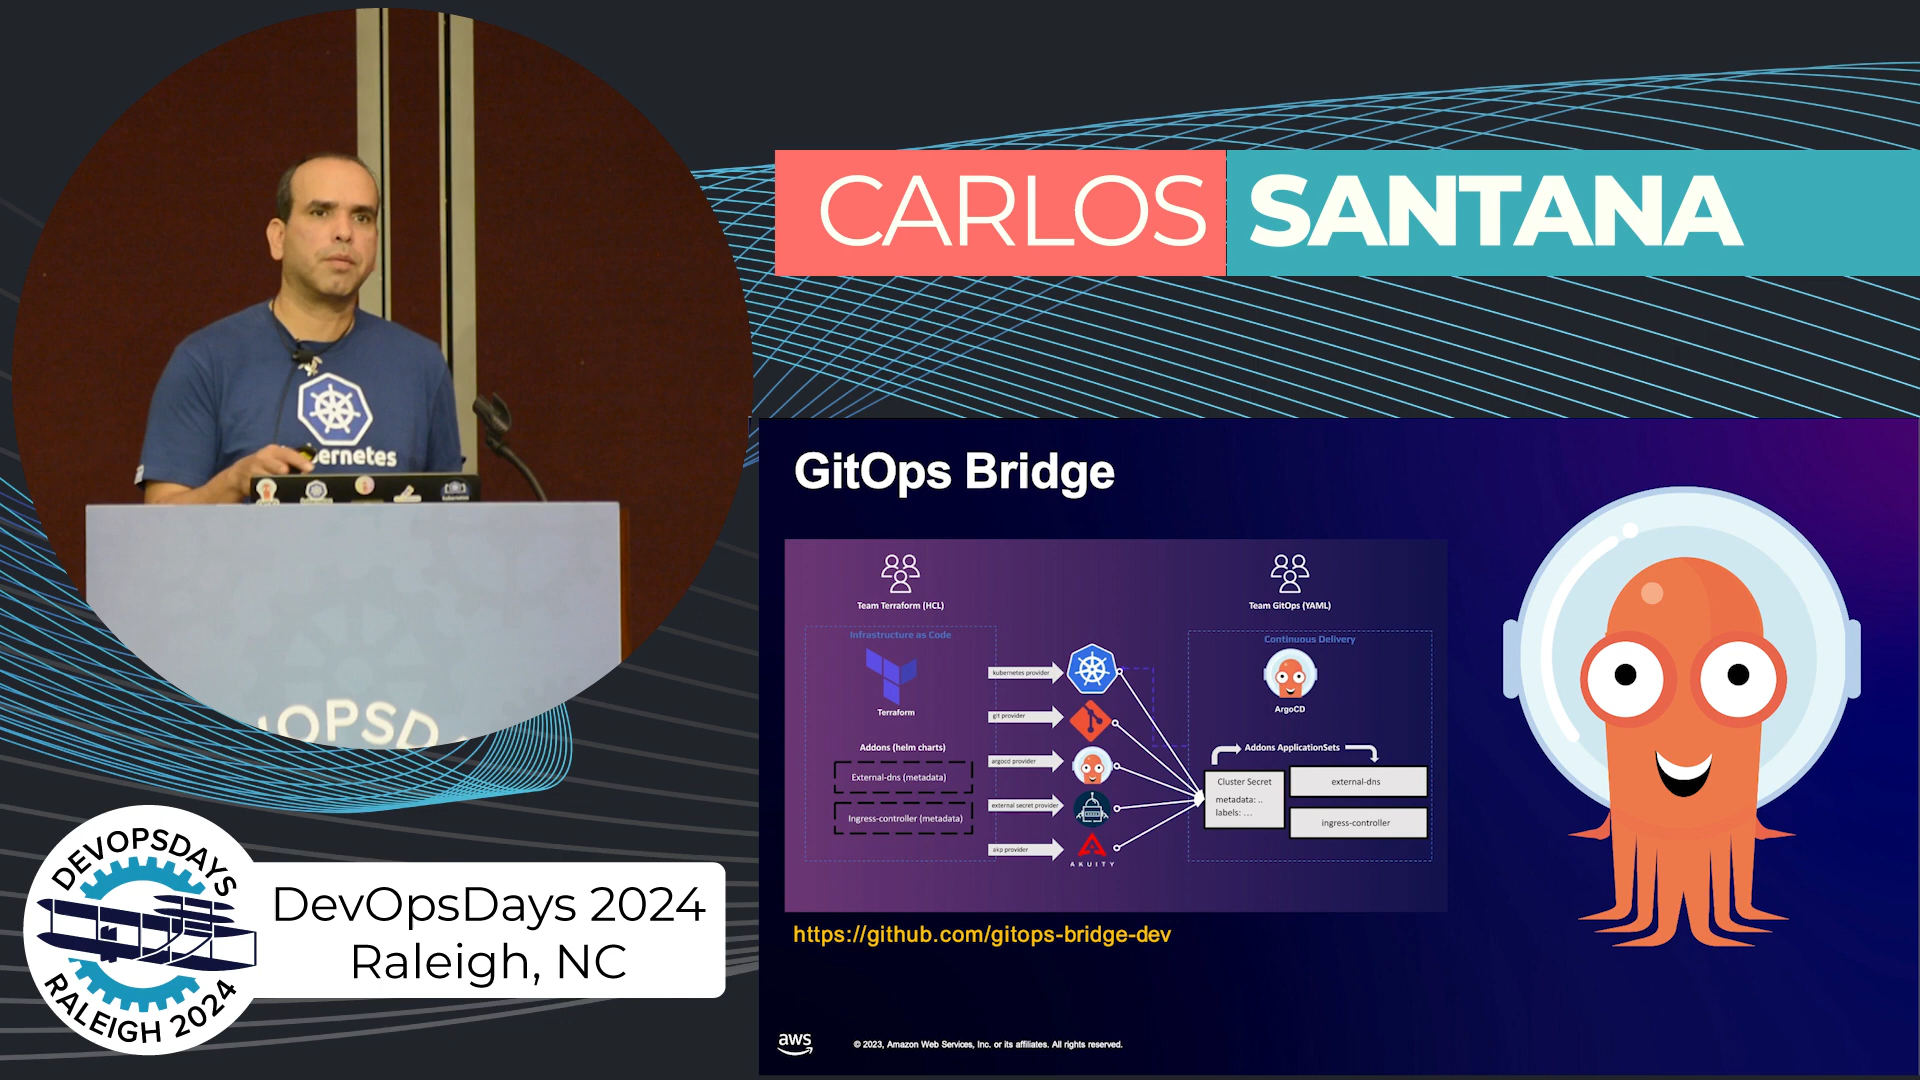 CARLOS SANTANA
ernetes
OPSD
DEVOPSDAYS
RALEIGH 2024
DevOpsDays 2024
Raleigh, NC
GitOps Bridge
Team Terraform (HCL)
Team GitOps (YAML)
Infrastructure as Code
Continuous Delivery
Terraform
ArgoCD
kubernetes provider
git provider
argocd provider
external secret provider
akp provider
AKUITY
Addons (helm charts)
External-dns (metadata)
Ingress-controller (metadata)
Addons ApplicationSets
Cluster Secret
metadata: ..
labels: ...
external-dns
ingress-controller
https://github.com/gitops-bridge-dev
aws
© 2023, Amazon Web Services, Inc. or its affiliates. All rights reserved.